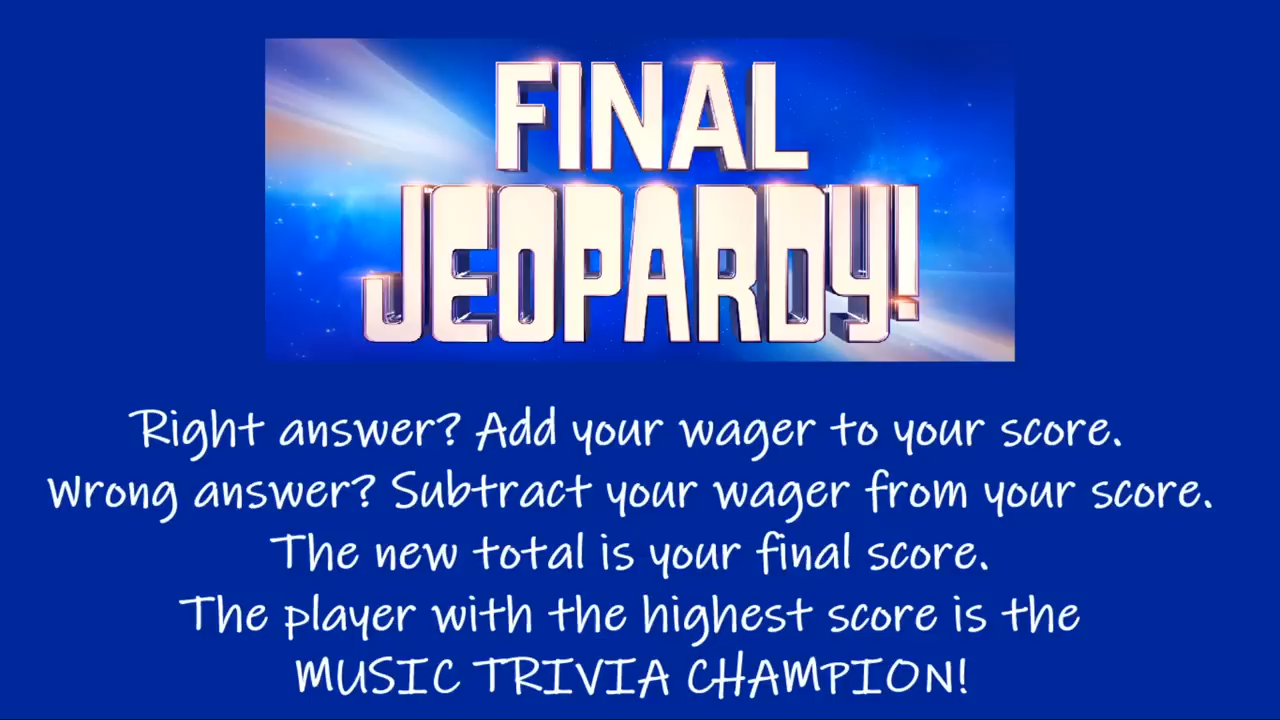 FINAL
JEOPARDY!
Right answer? Add your wager to your score.
Wrong answer? Subtract your wager from your score.
The new total is your final score.
The player with the highest score is the
MUSIC TRIVIA CHAMPION!